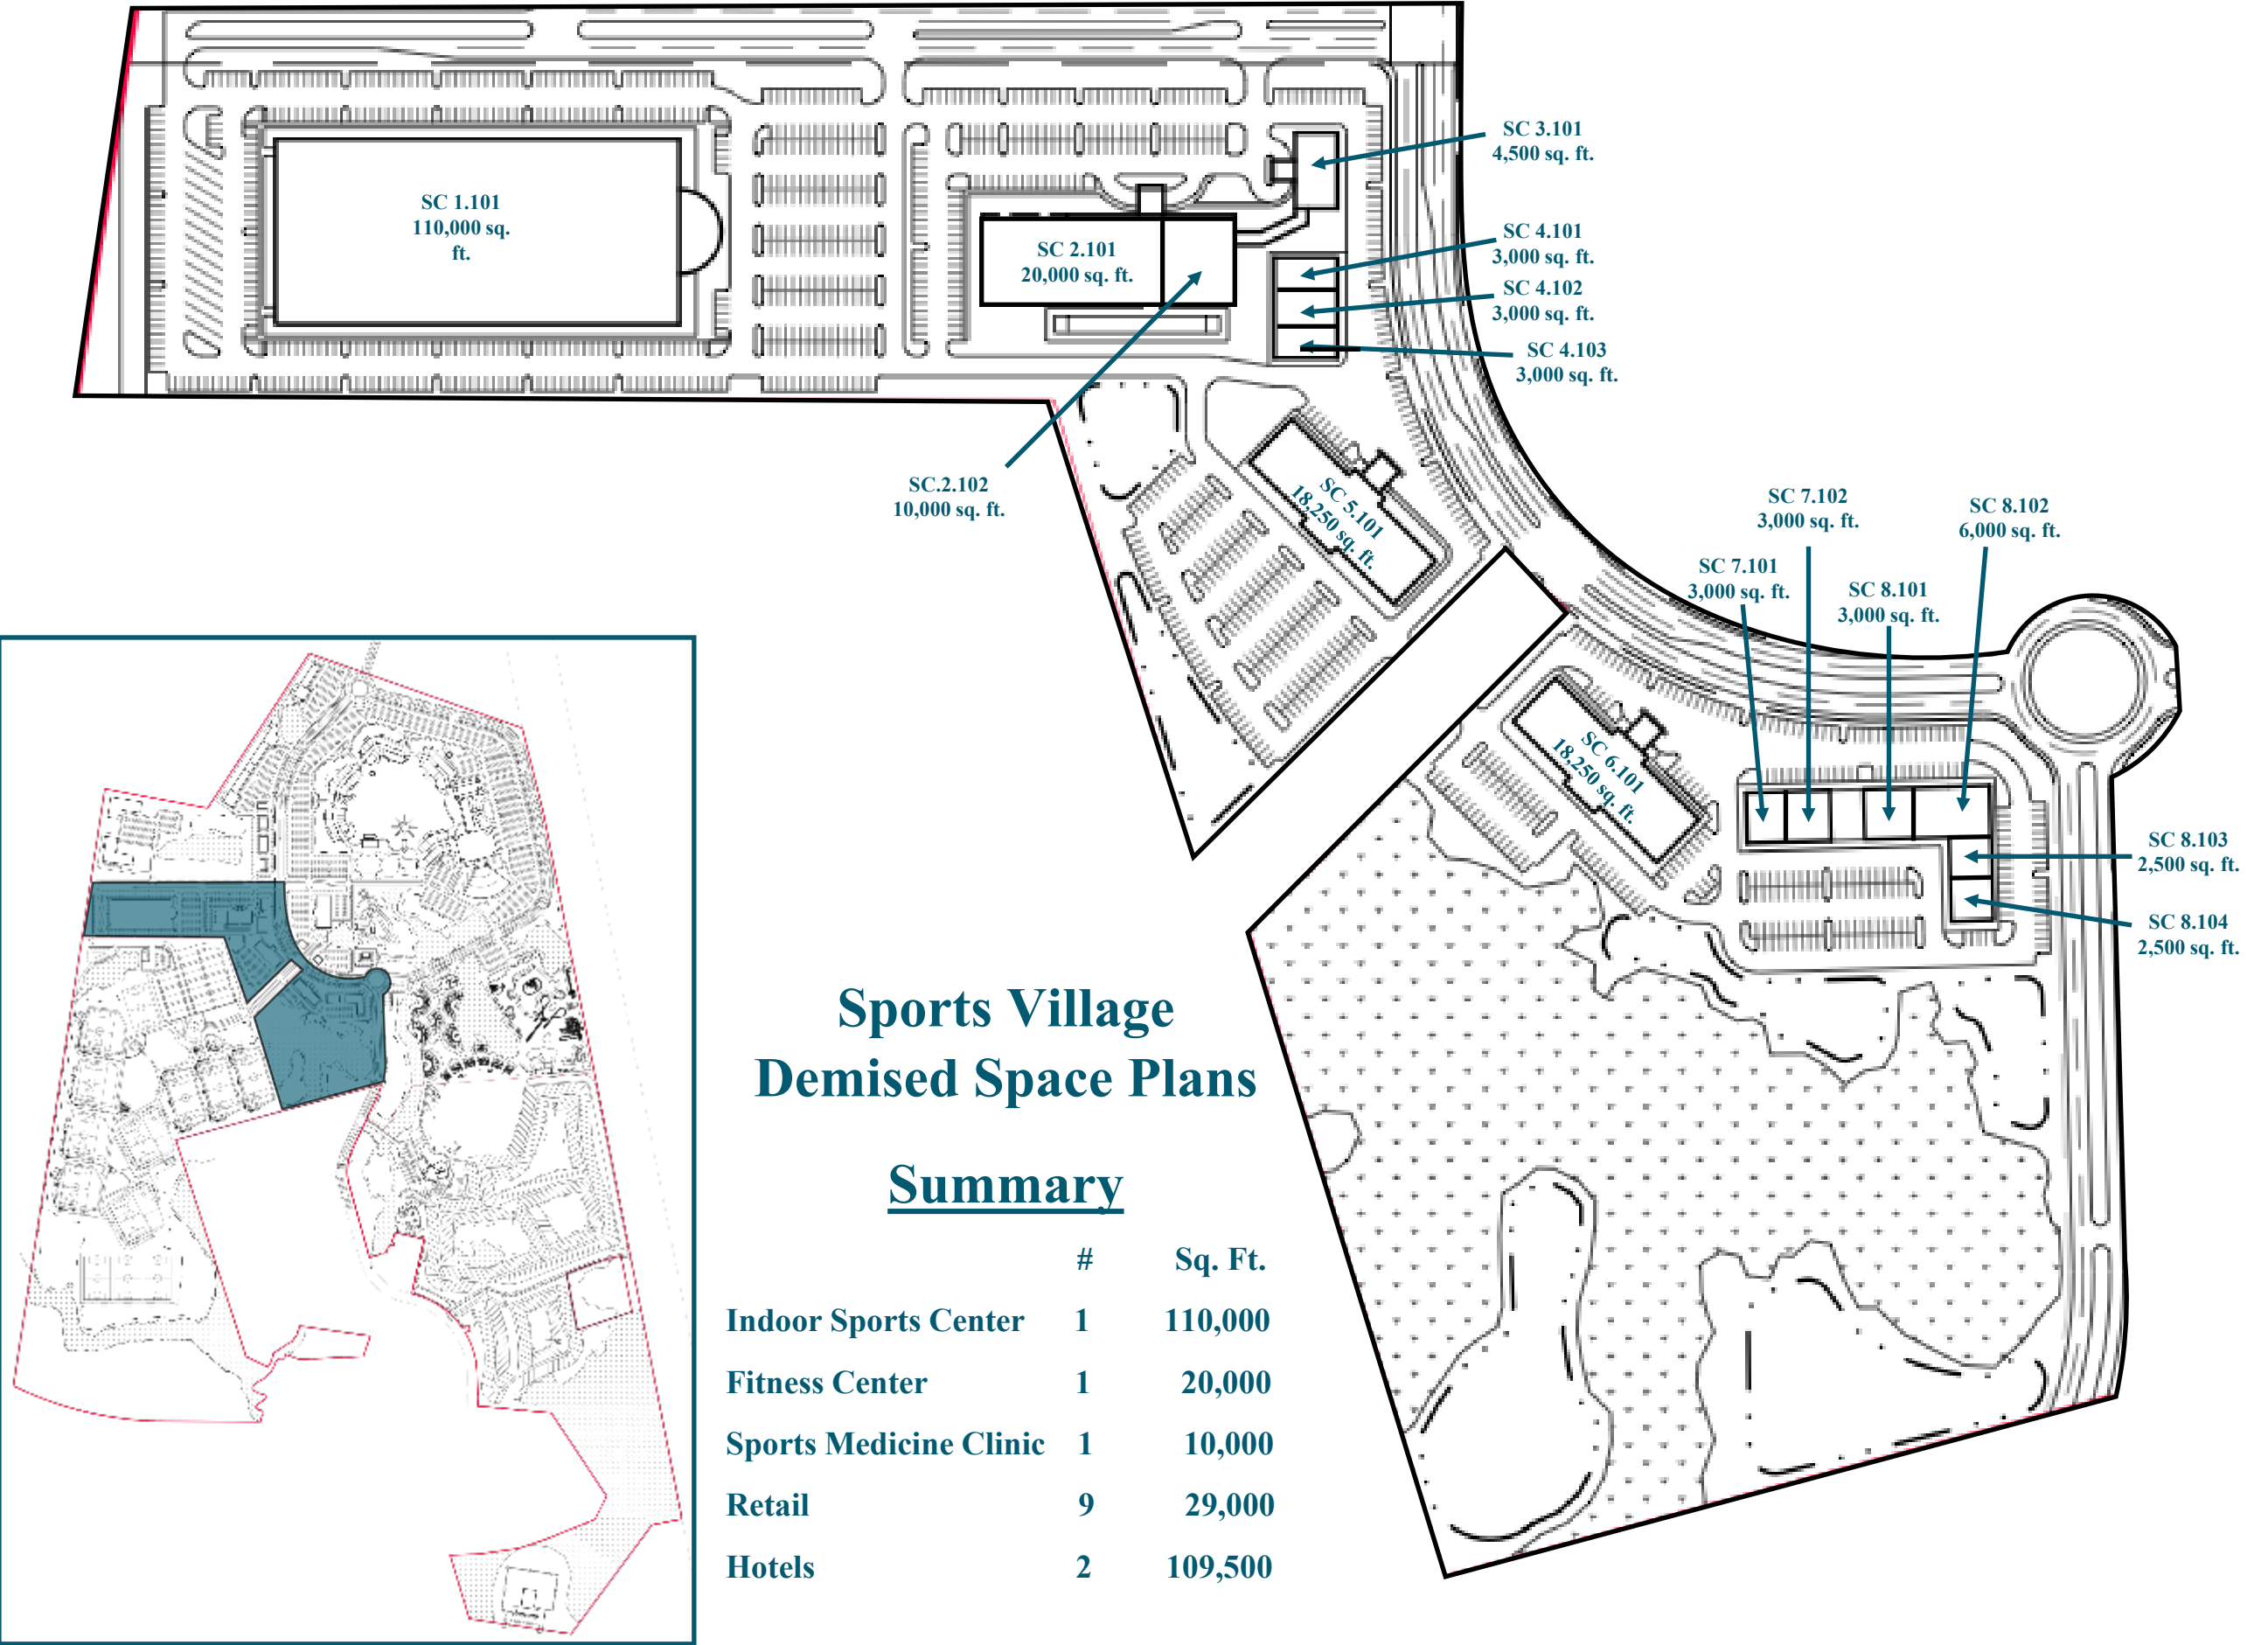 SC 3.101
4,500 sq. ft.
SC 1.101
110,000 sq.
ft.
SC 2.101
20,000 sq. ft.
SC 4.101
3,000 sq. ft.
SC 4.102
3,000 sq. ft.
SC 4.103
3,000 sq. ft.
SC.2.102
10,000 sq. ft.
SC 5.101
18,250 sq. ft.
SC 7.102
3,000 sq. ft.
SC 8.102
6,000 sq. ft.
SC 7.101
3,000 sq. ft.
SC 8.101
3,000 sq. ft.
SC 6.101
18,250 sq. ft.
SC 8.103
2,500 sq. ft.
SC 8.104
2,500 sq. ft.
Sports Village
Demised Space Plans
Summary
# Sq. Ft.
Indoor Sports Center 1 110,000
Fitness Center 1 20,000
Sports Medicine Clinic 1 10,000
Retail 9 29,000
Hotels 2 109,500